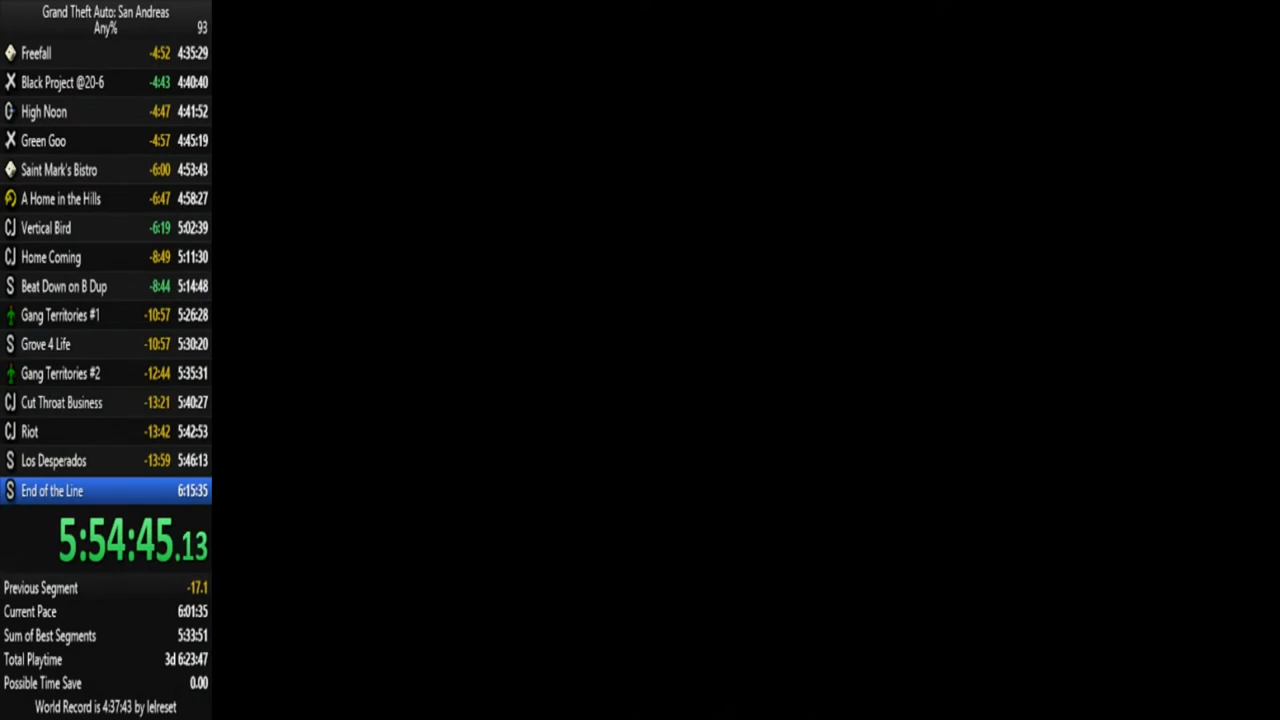 Grand Theft Auto: San Andreas
Any% 93
Freefall -4:52 4:35:29
Black Project @20-6 -4:43 4:40:40
High Noon -4:47 4:41:52
Green Goo -4:57 4:45:19
Saint Mark's Bistro -6:00 4:53:43
A Home in the Hills -6:47 4:58:27
CJ Vertical Bird -6:19 5:02:39
CJ Home Coming -8:49 5:11:30
S Beat Down on B Dup -8:44 5:14:48
Gang Territories #1 -10:57 5:26:28
S Grove 4 Life -10:57 5:30:20
Gang Territories #2 -12:44 5:35:31
CJ Cut Throat Business -13:21 5:40:27
CJ Riot -13:42 5:42:53
S Los Desperados -13:59 5:46:13
S End of the Line 6:15:35
5:54:45.13
Previous Segment -17.1
Current Pace 6:01:35
Sum of Best Segments 5:33:51
Total Playtime 3d 6:23:47
Possible Time Save 0.00
World Record is 4:37:43 by lelreset